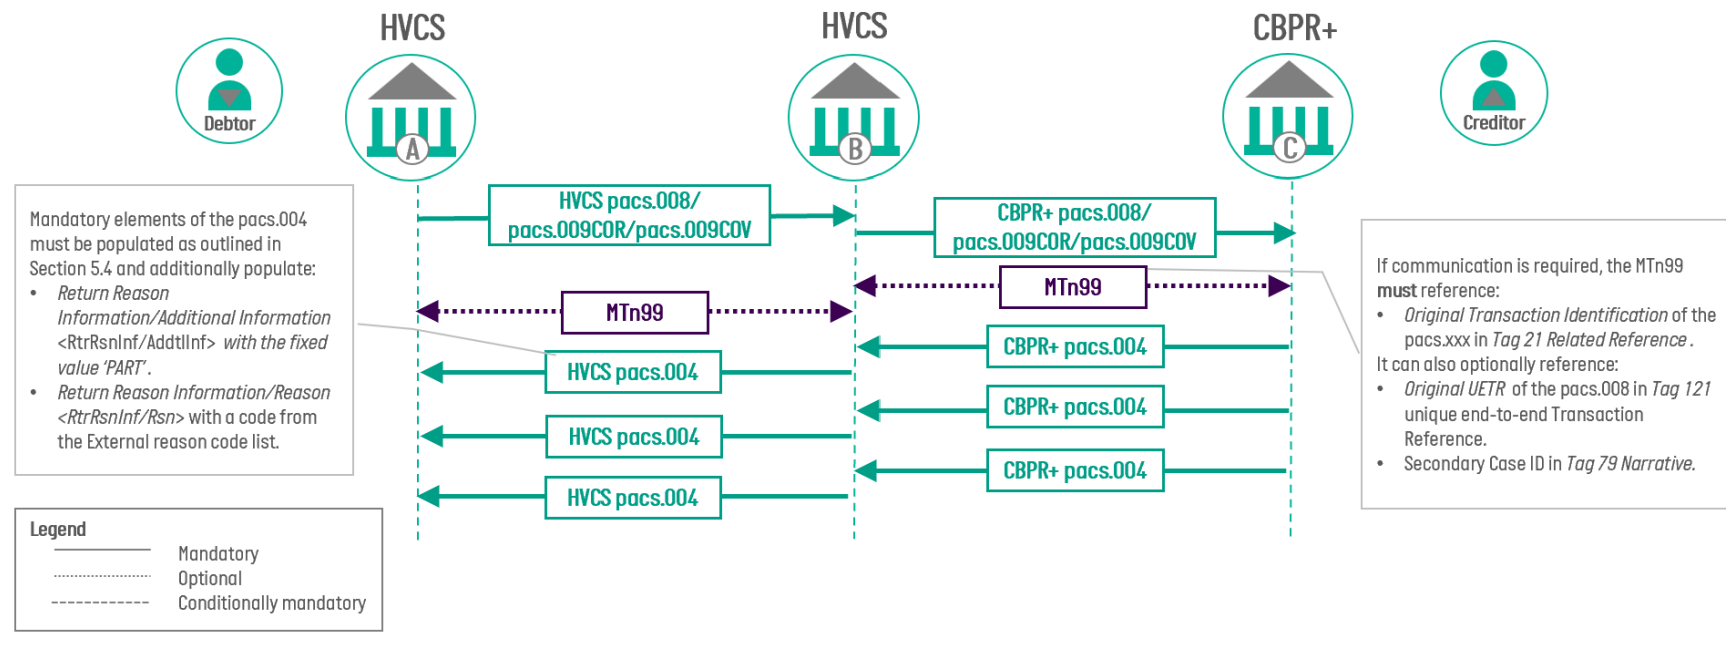 HVCS
HVCS
CBPR+
Debtor
A
B
C
Creditor
HVCS pacs.008/
pacs.009COR/pacs.009COV
CBPR+ pacs.008/
pacs.009COR/pacs.009COV
MTn99
MTn99
CBPR+ pacs.004
HVCS pacs.004
CBPR+ pacs.004
HVCS pacs.004
CBPR+ pacs.004
HVCS pacs.004
Mandatory elements of the pacs.004
must be populated as outlined in
Section 5.4 and additionally populate:
• Return Reason
Information/Additional Information
<RtrRsnInf/AddtlInf> with the fixed
value ‘PART’.
• Return Reason Information/Reason
<RtrRsnInf/Rsn> with a code from
the External reason code list.
If communication is required, the MTn99
must reference:
• Original Transaction Identification of the
pacs.xxx in Tag 21 Related Reference .
It can also optionally reference:
• Original UETR of the pacs.008 in Tag 121
unique end-to-end Transaction
Reference.
• Secondary Case ID in Tag 79 Narrative.
Legend
Mandatory
Optional
Conditionally mandatory